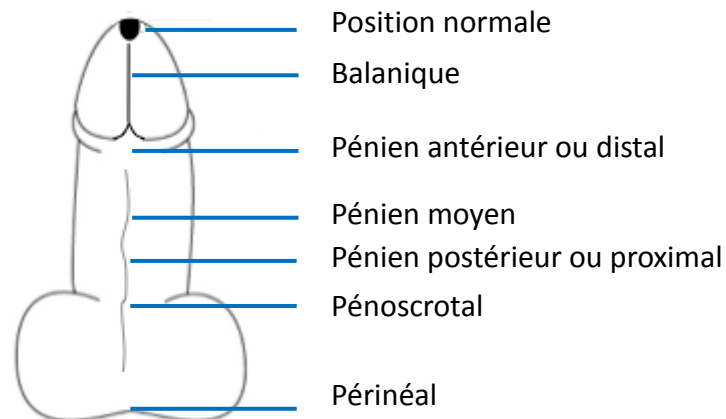 Position normale
Balanique
Pénien antérieur ou distal
Pénien moyen
Pénien postérieur ou proximal
Pénoscrotal
Périnéal